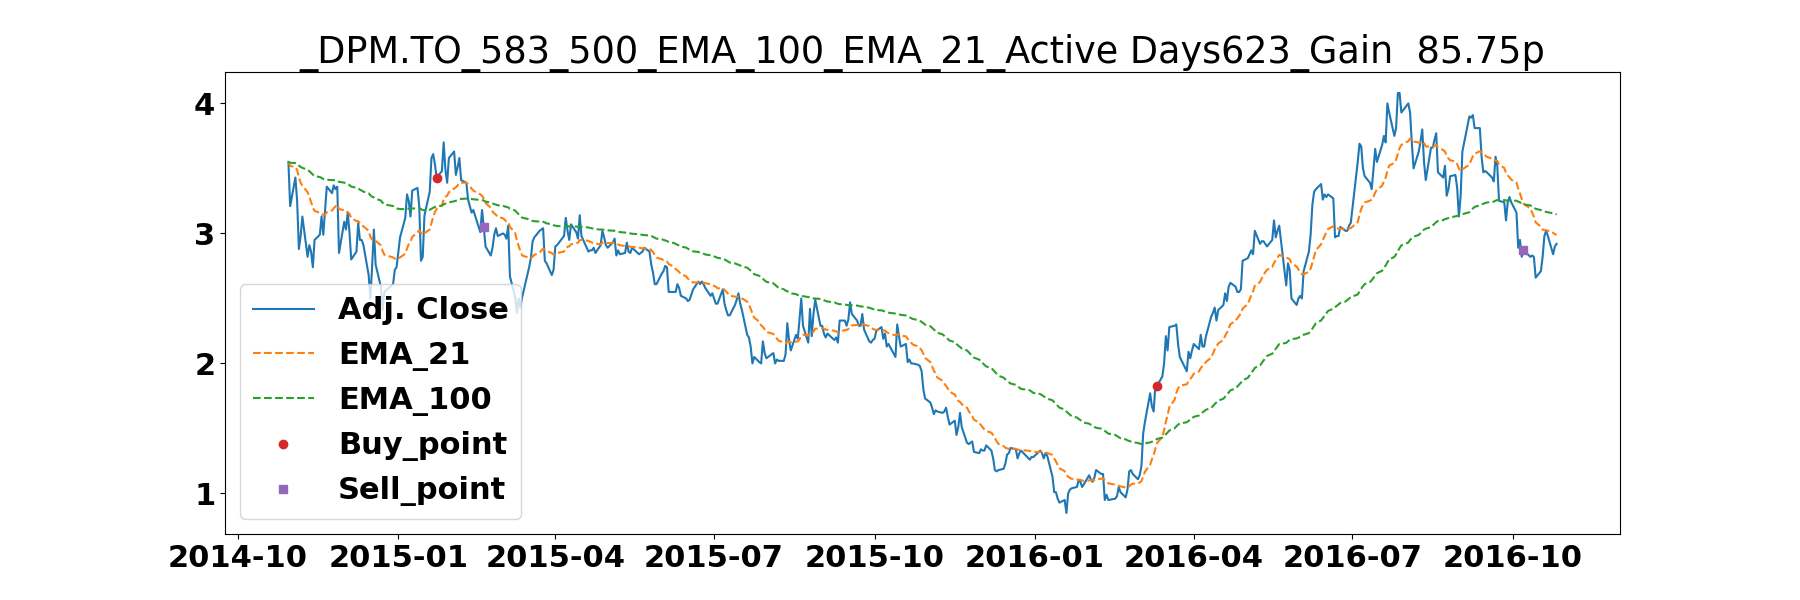 _DPM.TO_583_500_EMA_100_EMA_21_Active Days623_Gain  85.75p
4
3
2
1
Adj. Close
EMA_21
EMA_100
Buy_point
Sell_point
2014-10 2015-01 2015-04 2015-07 2015-10 2016-01 2016-04 2016-07 2016-10